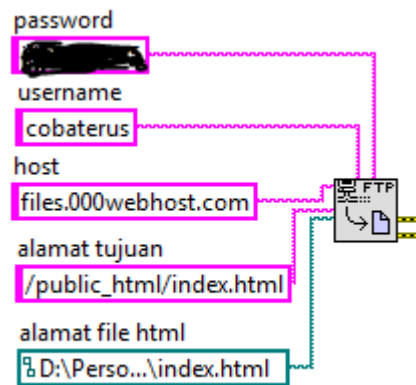 password
username
cobaterus
host
files.000webhost.com
FTP
alamat tujuan
/public_html/index.html
alamat file html
D:\Perso...\index.html